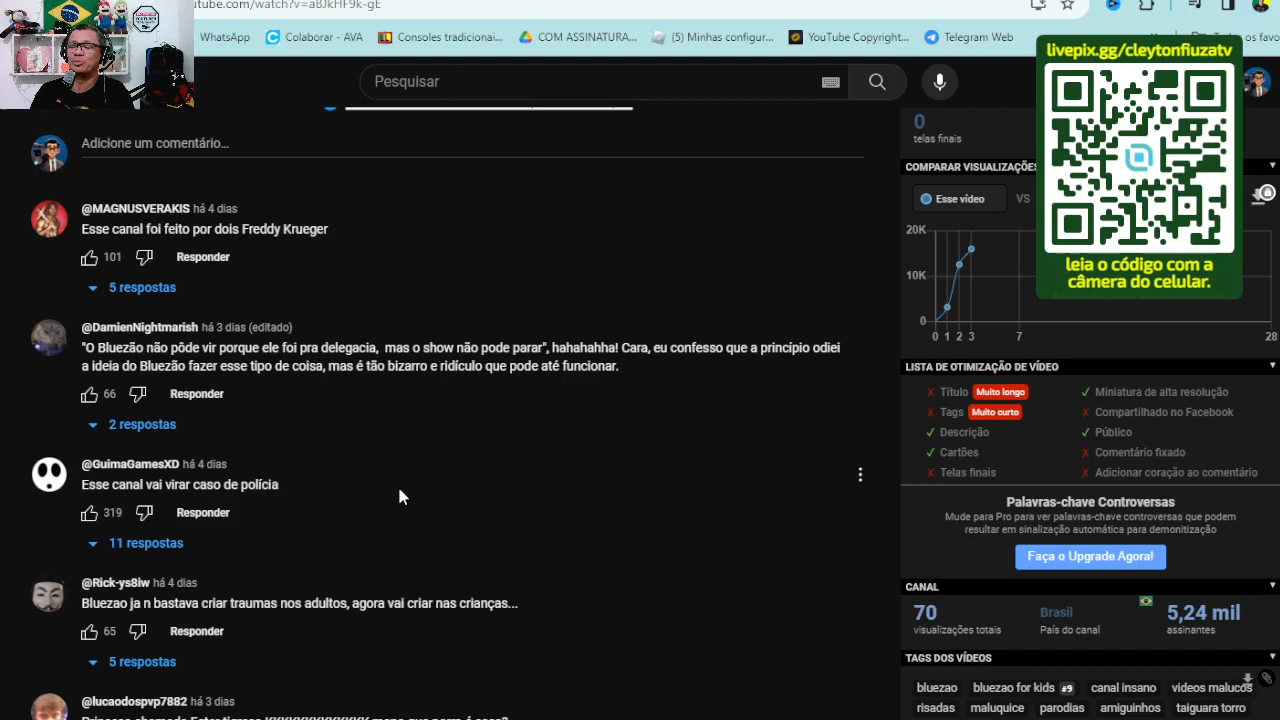 utube.com/watch?v=aBJkHF9k-gE
WhatsApp
Colaborar - AVA
Consoles tradicionai...
COM ASSINATURA...
(5) Minhas configur...
YouTube Copyright...
Telegram Web
Todos os favo
livepix.gg/cleytonfiuzatv
leia o código com a
câmera do celular.
Pesquisar
Adicione um comentário...
@MAGNUSVERAKIS há 4 dias
Esse canal foi feito por dois Freddy Krueger
101 Responder
5 respostas
@DamienNightmarish há 3 dias (editado)
"O Bluezão não pôde vir porque ele foi pra delegacia, mas o show não pode parar", hahahahha! Cara, eu confesso que a princípio odiei
a ideia do Bluezão fazer esse tipo de coisa, mas é tão bizarro e ridículo que pode até funcionar.
66 Responder
2 respostas
@GuimaGamesXD há 4 dias
Esse canal vai virar caso de polícia
319 Responder
11 respostas
@Rick-ys8iw há 4 dias
Bluezao ja n bastava criar traumas nos adultos, agora vai criar nas crianças...
65 Responder
5 respostas
@lucaodospvp7882 há 3 dias
0
telas finais
COMPARAR VISUALIZAÇÕES
Esse vídeo VS
20K
10K
0
0 1 2 3 7 28
LISTA DE OTIMIZAÇÃO DE VÍDEO
Título Muito longo
Miniatura de alta resolução
Tags Muito curto
Compartilhado no Facebook
Descrição
Público
Cartões
Comentário fixado
Telas finais
Adicionar coração ao comentário
Palavras-chave Controversas
Mude para Pro para ver palavras-chave controversas que podem
resultar em sinalização automática para demonitização
Faça o Upgrade Agora!
CANAL
70 Brasil 5,24 mil
visualizações totais País do canal assinantes
TAGS DOS VÍDEOS
bluezao bluezao for kids #9 canal insano videos malucos
risadas maluquice parodias amiguinhos taiguara torro